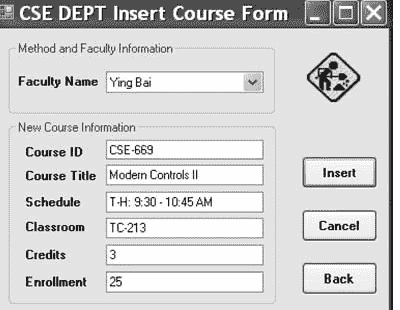 CSE DEPT Insert Course Form
Method and Faculty Information
Faculty Name Ying Bai
New Course Information
Course ID CSE-669
Course Title Modern Controls II
Schedule T-H: 9:30 - 10:45 AM
Classroom TC-213
Credits 3
Enrollment 25
Insert
Cancel
Back